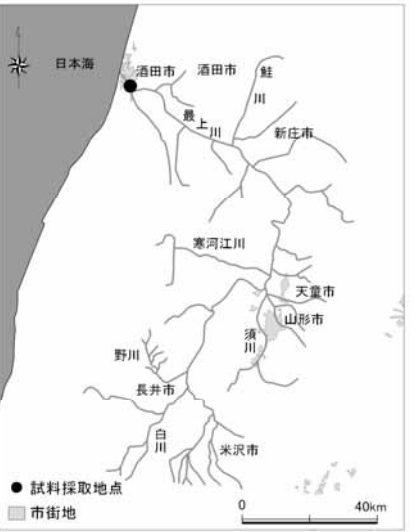 日本海
酒田市
酒田市
鮭川
最上川
新庄市
寒河江川
天童市
山形市
須川
野川
長井市
白川
米沢市
試料採取地点
市街地
0
40km